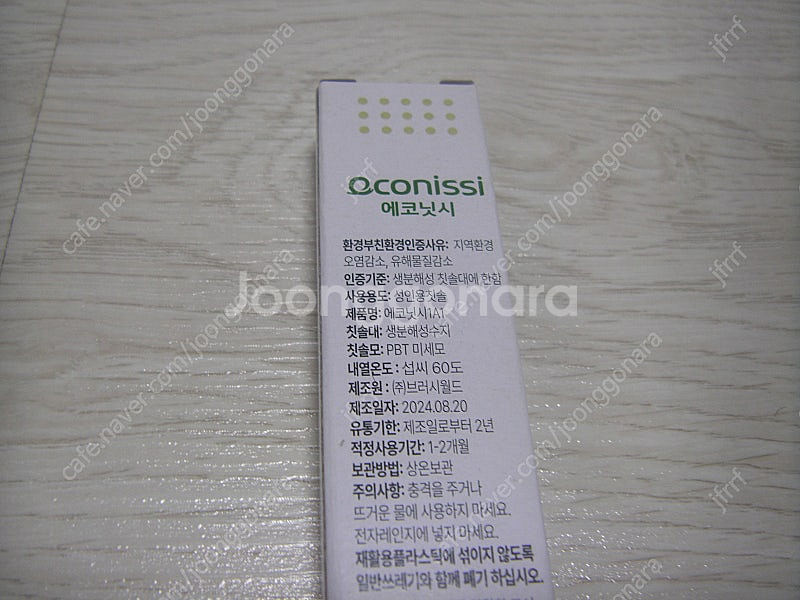 econissi
에코닛시
환경부친환경인증사유: 지역환경
오염감소, 유해물질감소
인증기준: 생분해성 칫솔대에 한함
사용용도: 성인용칫솔
제품명: 에코닛시1A1
칫솔대: 생분해성수지
칫솔모: PBT 미세모
내열온도: 섭씨 60도
제조원: ㈜브러시월드
제조일자: 2024.08.20
유통기한: 제조일로부터 2년
적정사용기간: 1-2개월
보관방법: 상온보관
주의사항: 충격을 주거나
뜨거운 물에 사용하지 마세요.
전자레인지에 넣지 마세요.
재활용플라스틱에 섞이지 않도록
일반쓰레기와 함께 폐기 하십시오.
Joonggonara
cafe.naver.com/joonggonara
jfrrf